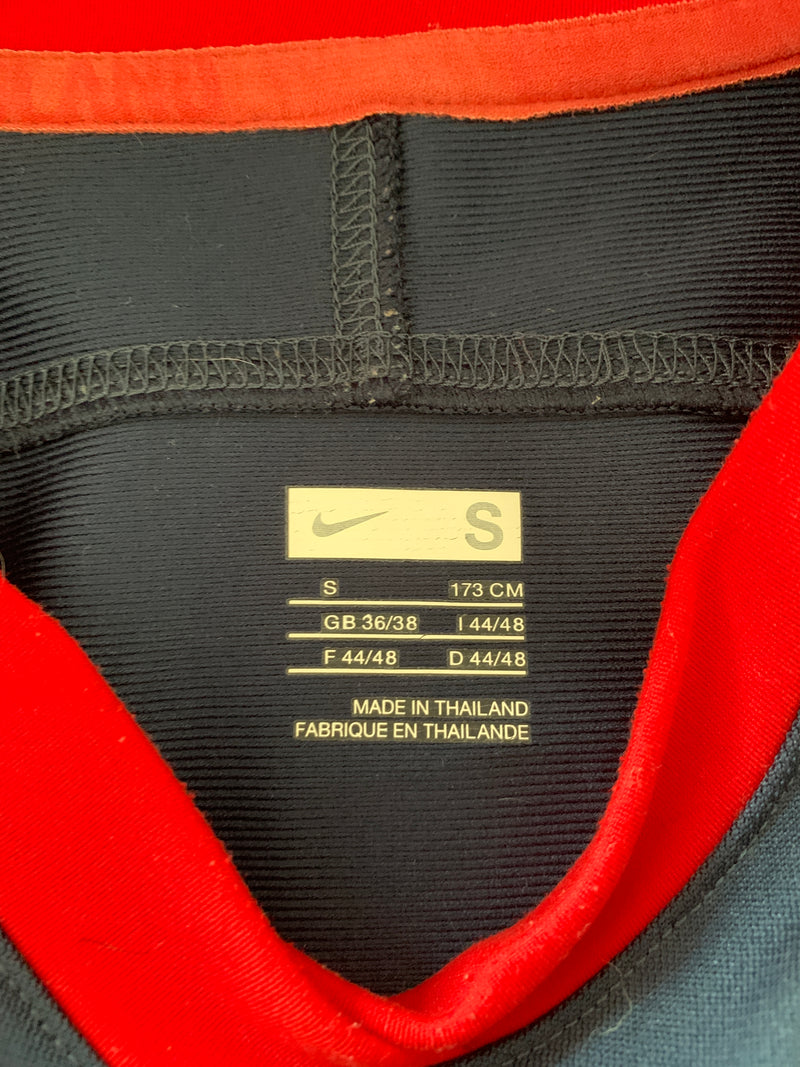 S
S 173 CM
GB 36/38 I 44/48
F 44/48 D 44/48
MADE IN THAILAND
FABRIQUE EN THAILANDE